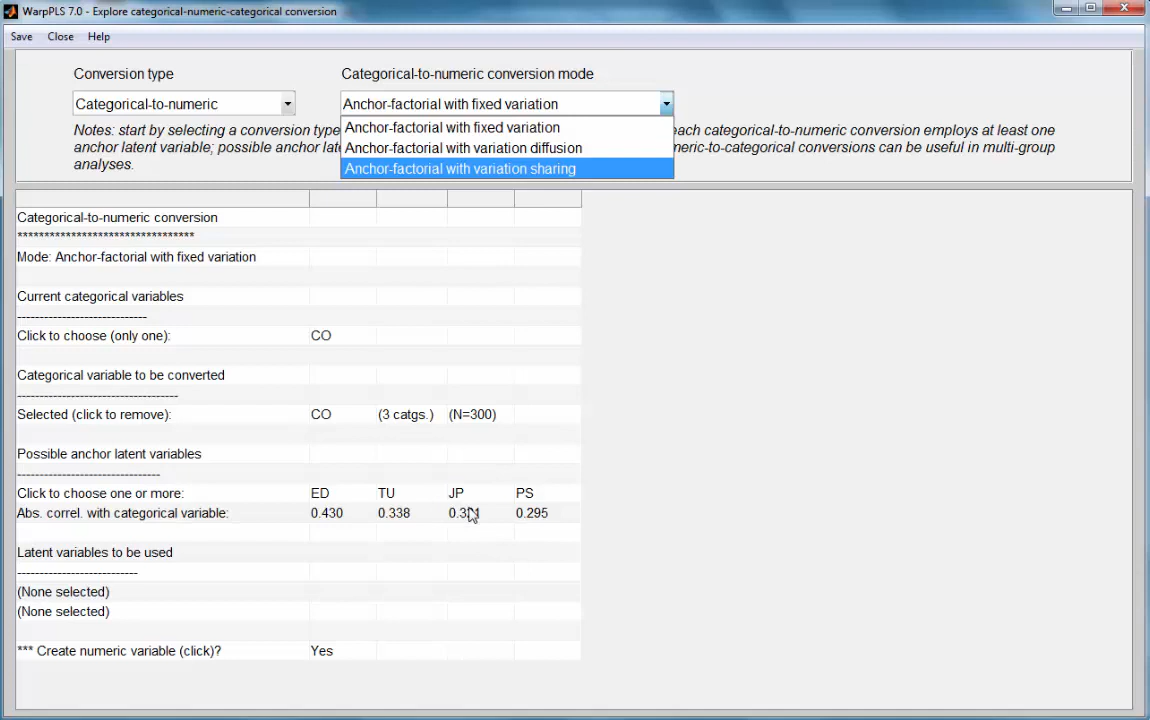 WarpPLS 7.0 - Explore categorical-numeric-categorical conversion
Save Close Help
Conversion type Categorical-to-numeric conversion mode
Categorical-to-numeric Anchor-factorial with fixed variation
Anchor-factorial with fixed variation
Anchor-factorial with variation diffusion
Anchor-factorial with variation sharing
Notes: start by selecting a conversion type each categorical-to-numeric conversion employs at least one
anchor latent variable; possible anchor numeric-to-categorical conversions can be useful in multi-group
analyses.
Categorical-to-numeric conversion
*********************************
Mode: Anchor-factorial with fixed variation
Current categorical variables
-----------------------------
Click to choose (only one): CO
Categorical variable to be converted
------------------------------------
Selected (click to remove): CO (3 catgs.) (N=300)
Possible anchor latent variables
--------------------------------
Click to choose one or more: ED TU JP PS
Abs. correl. with categorical variable: 0.430 0.338 0.295
Latent variables to be used
---------------------------
(None selected)
(None selected)
*** Create numeric variable (click)? Yes